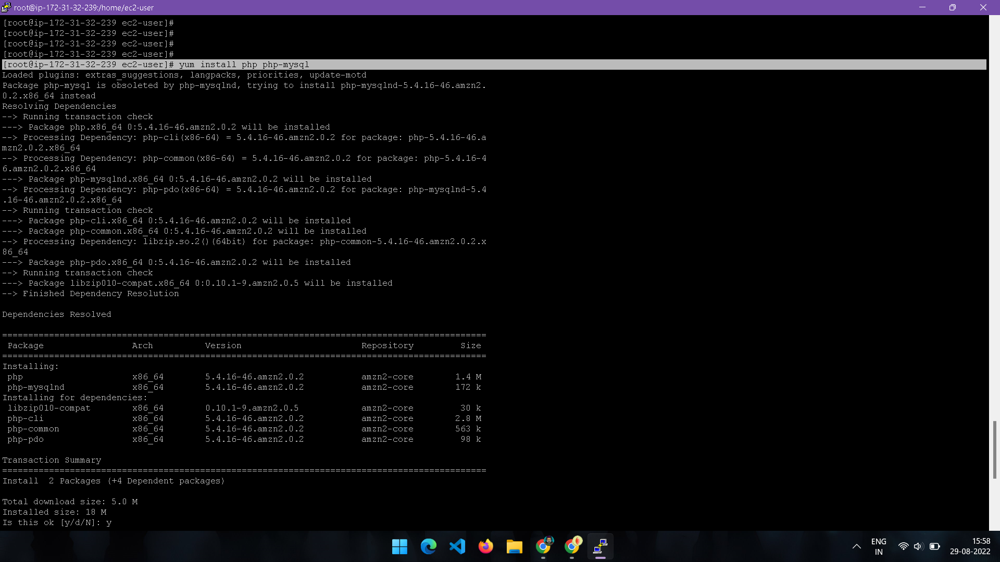 root@ip-172-31-32-239:/home/ec2-user
[root@ip-172-31-32-239 ec2-user]#
[root@ip-172-31-32-239 ec2-user]#
[root@ip-172-31-32-239 ec2-user]#
[root@ip-172-31-32-239 ec2-user]#
[root@ip-172-31-32-239 ec2-user]# yum install php php-mysql
Loaded plugins: extras_suggestions, langpacks, priorities, update-motd
Package php-mysql is obsoleted by php-mysqlnd, trying to install php-mysqlnd-5.4.16-46.amzn2.
0.2.x86_64 instead
Resolving Dependencies
--> Running transaction check
---> Package php.x86_64 0:5.4.16-46.amzn2.0.2 will be installed
--> Processing Dependency: php-cli(x86-64) = 5.4.16-46.amzn2.0.2 for package: php-5.4.16-46.a
mzn2.0.2.x86_64
--> Processing Dependency: php-common(x86-64) = 5.4.16-46.amzn2.0.2 for package: php-5.4.16-4
6.amzn2.0.2.x86_64
---> Package php-mysqlnd.x86_64 0:5.4.16-46.amzn2.0.2 will be installed
--> Processing Dependency: php-pdo(x86-64) = 5.4.16-46.amzn2.0.2 for package: php-mysqlnd-5.4
.16-46.amzn2.0.2.x86_64
--> Running transaction check
---> Package php-cli.x86_64 0:5.4.16-46.amzn2.0.2 will be installed
---> Package php-common.x86_64 0:5.4.16-46.amzn2.0.2 will be installed
--> Processing Dependency: libzip.so.2()(64bit) for package: php-common-5.4.16-46.amzn2.0.2.x
86_64
---> Package php-pdo.x86_64 0:5.4.16-46.amzn2.0.2 will be installed
--> Running transaction check
---> Package libzip010-compat.x86_64 0:0.10.1-9.amzn2.0.5 will be installed
--> Finished Dependency Resolution
Dependencies Resolved
=============================================================================================
Package Arch Version Repository Size
=============================================================================================
Installing:
php x86_64 5.4.16-46.amzn2.0.2 amzn2-core 1.4 M
php-mysqlnd x86_64 5.4.16-46.amzn2.0.2 amzn2-core 172 k
Installing for dependencies:
libzip010-compat x86_64 0.10.1-9.amzn2.0.5 amzn2-core 30 k
php-cli x86_64 5.4.16-46.amzn2.0.2 amzn2-core 2.8 M
php-common x86_64 5.4.16-46.amzn2.0.2 amzn2-core 563 k
php-pdo x86_64 5.4.16-46.amzn2.0.2 amzn2-core 98 k
Transaction Summary
=============================================================================================
Install 2 Packages (+4 Dependent packages)
Total download size: 5.0 M
Installed size: 18 M
Is this ok [y/d/N]: y
ENG
IN
15:58
29-08-2022